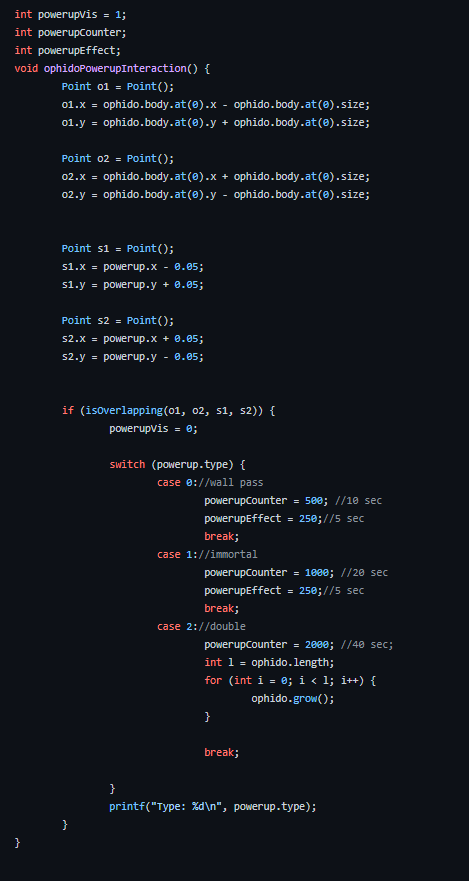 int powerupVis = 1;
int powerupCounter;
int powerupEffect;
void ophidoPowerupInteraction() {
Point o1 = Point();
o1.x = ophido.body.at(0).x - ophido.body.at(0).size;
o1.y = ophido.body.at(0).y + ophido.body.at(0).size;
Point o2 = Point();
o2.x = ophido.body.at(0).x + ophido.body.at(0).size;
o2.y = ophido.body.at(0).y - ophido.body.at(0).size;
Point s1 = Point();
s1.x = powerup.x - 0.05;
s1.y = powerup.y + 0.05;
Point s2 = Point();
s2.x = powerup.x + 0.05;
s2.y = powerup.y - 0.05;
if (isOverlapping(o1, o2, s1, s2)) {
powerupVis = 0;
switch (powerup.type) {
case 0://wall pass
powerupCounter = 500; //10 sec
powerupEffect = 250;//5 sec
break;
case 1://immortal
powerupCounter = 1000; //20 sec
powerupEffect = 250;//5 sec
break;
case 2://double
powerupCounter = 2000; //40 sec;
int l = ophido.length;
for (int i = 0; i < l; i++) {
ophido.grow();
}
break;
}
printf("Type: %d\n", powerup.type);
}
}